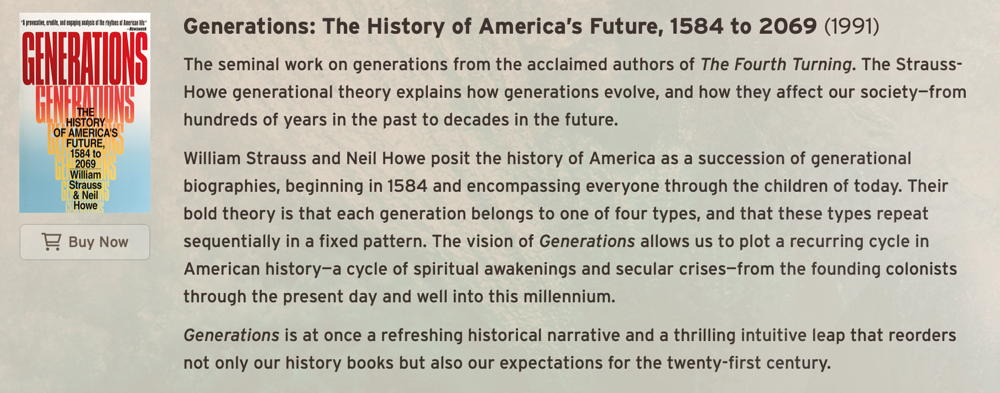 "A provocative, erudite, and engaging analysis of the rhythms of American life"
—Newsweek
GENERATIONS
GENERATIONS
GENERATIONS
GENERATIONS
GENERATIONS
GENERATIONS
THE
HISTORY
OF AMERICA'S
FUTURE,
1584 to
2069
William
Strauss
& Neil
Howe
Buy Now
Generations: The History of America's Future, 1584 to 2069 (1991)
The seminal work on generations from the acclaimed authors of The Fourth Turning. The Strauss-
Howe generational theory explains how generations evolve, and how they affect our society—from
hundreds of years in the past to decades in the future.
William Strauss and Neil Howe posit the history of America as a succession of generational
biographies, beginning in 1584 and encompassing everyone through the children of today. Their
bold theory is that each generation belongs to one of four types, and that these types repeat
sequentially in a fixed pattern. The vision of Generations allows us to plot a recurring cycle in
American history—a cycle of spiritual awakenings and secular crises—from the founding colonists
through the present day and well into this millennium.
Generations is at once a refreshing historical narrative and a thrilling intuitive leap that reorders
not only our history books but also our expectations for the twenty-first century.